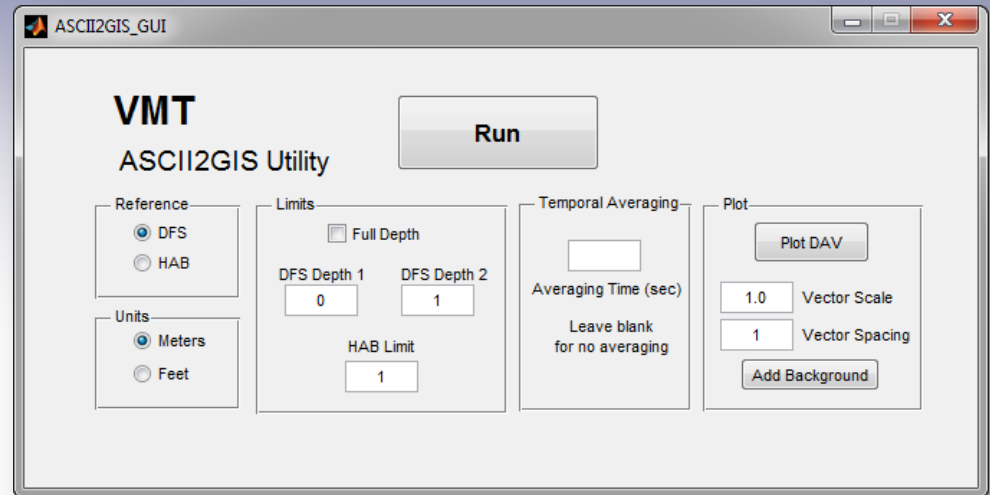 ASCII2GIS_GUI
VMT
ASCII2GIS Utility
Run
Reference
DFS
HAB
Units
Meters
Feet
Limits
Full Depth
DFS Depth 1 DFS Depth 2
0 1
HAB Limit
1
Temporal Averaging
Averaging Time (sec)
Leave blank
for no averaging
Plot
Plot DAV
1.0 Vector Scale
1 Vector Spacing
Add Background